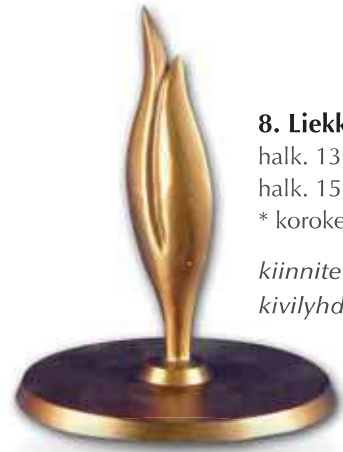 8. Liekk
halk. 13
halk. 15
* koroke
kiinnite
kivilyhd